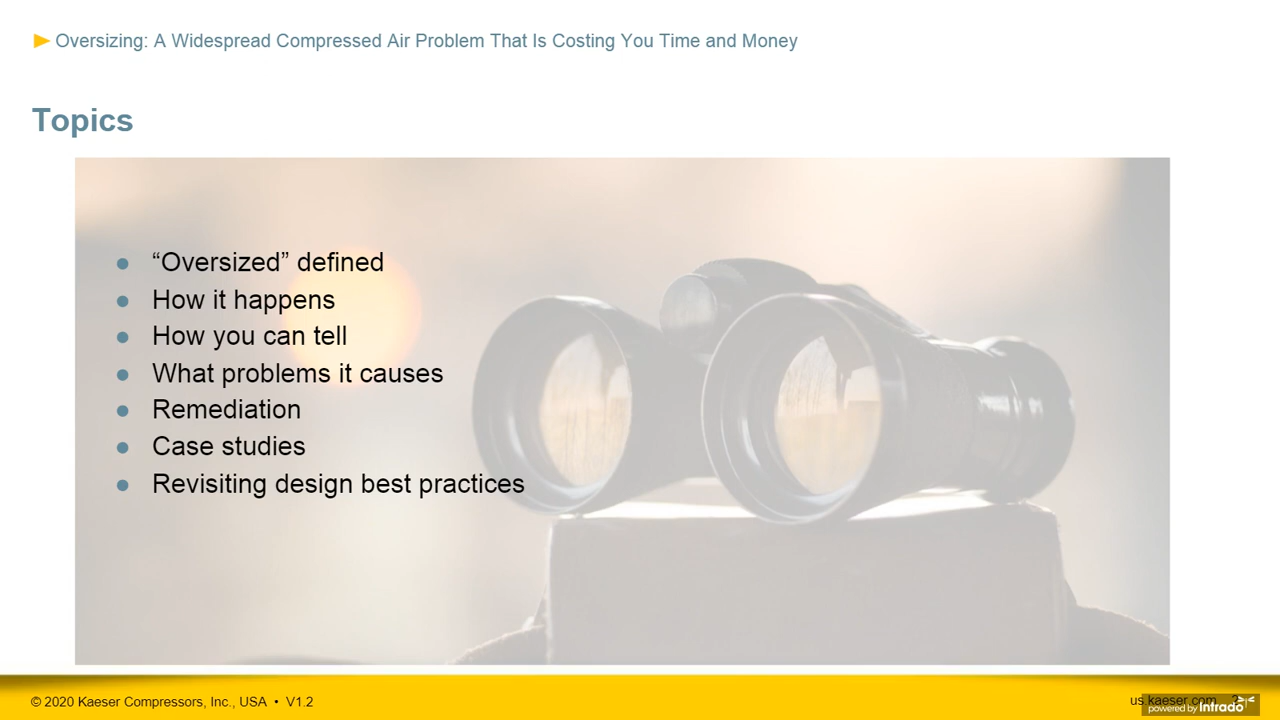 Oversizing: A Widespread Compressed Air Problem That Is Costing You Time and Money
Topics
“Oversized” defined
How it happens
How you can tell
What problems it causes
Remediation
Case studies
Revisiting design best practices
© 2020 Kaeser Compressors, Inc., USA • V1.2
us.kaeser.com
powered by intrado